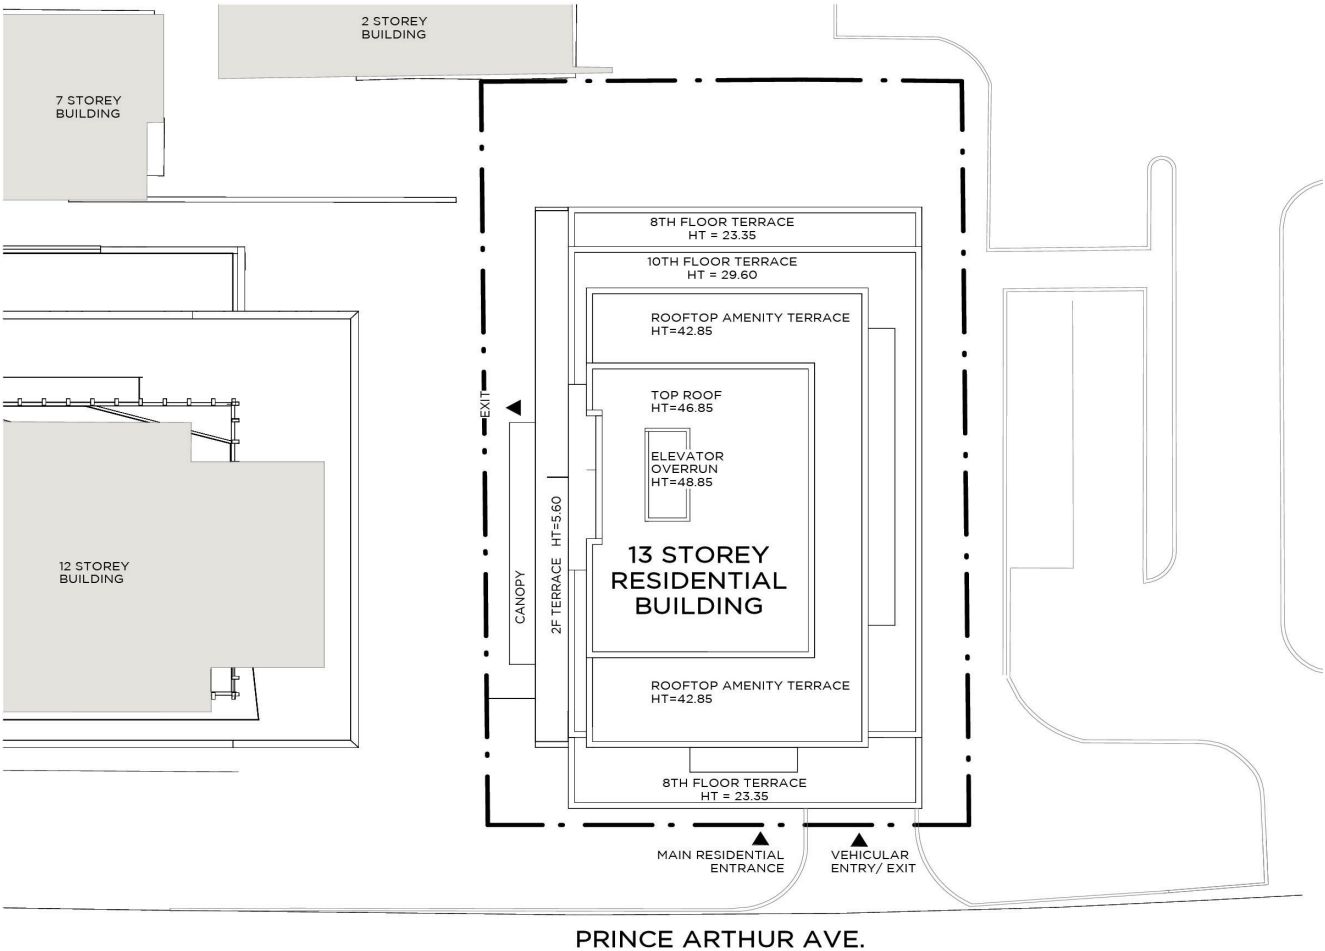 2 STOREY
BUILDING
7 STOREY
BUILDING
8TH FLOOR TERRACE
HT = 23.35
10TH FLOOR TERRACE
HT = 29.60
ROOFTOP AMENITY TERRACE
HT=42.85
TOP ROOF
HT=46.85
EXIT
ELEVATOR
OVERRUN
HT=48.85
2F TERRACE HT=5.60
CANOPY
13 STOREY
RESIDENTIAL
BUILDING
12 STOREY
BUILDING
ROOFTOP AMENITY TERRACE
HT=42.85
8TH FLOOR TERRACE
HT = 23.35
MAIN RESIDENTIAL
ENTRANCE
VEHICULAR
ENTRY/ EXIT
PRINCE ARTHUR AVE.